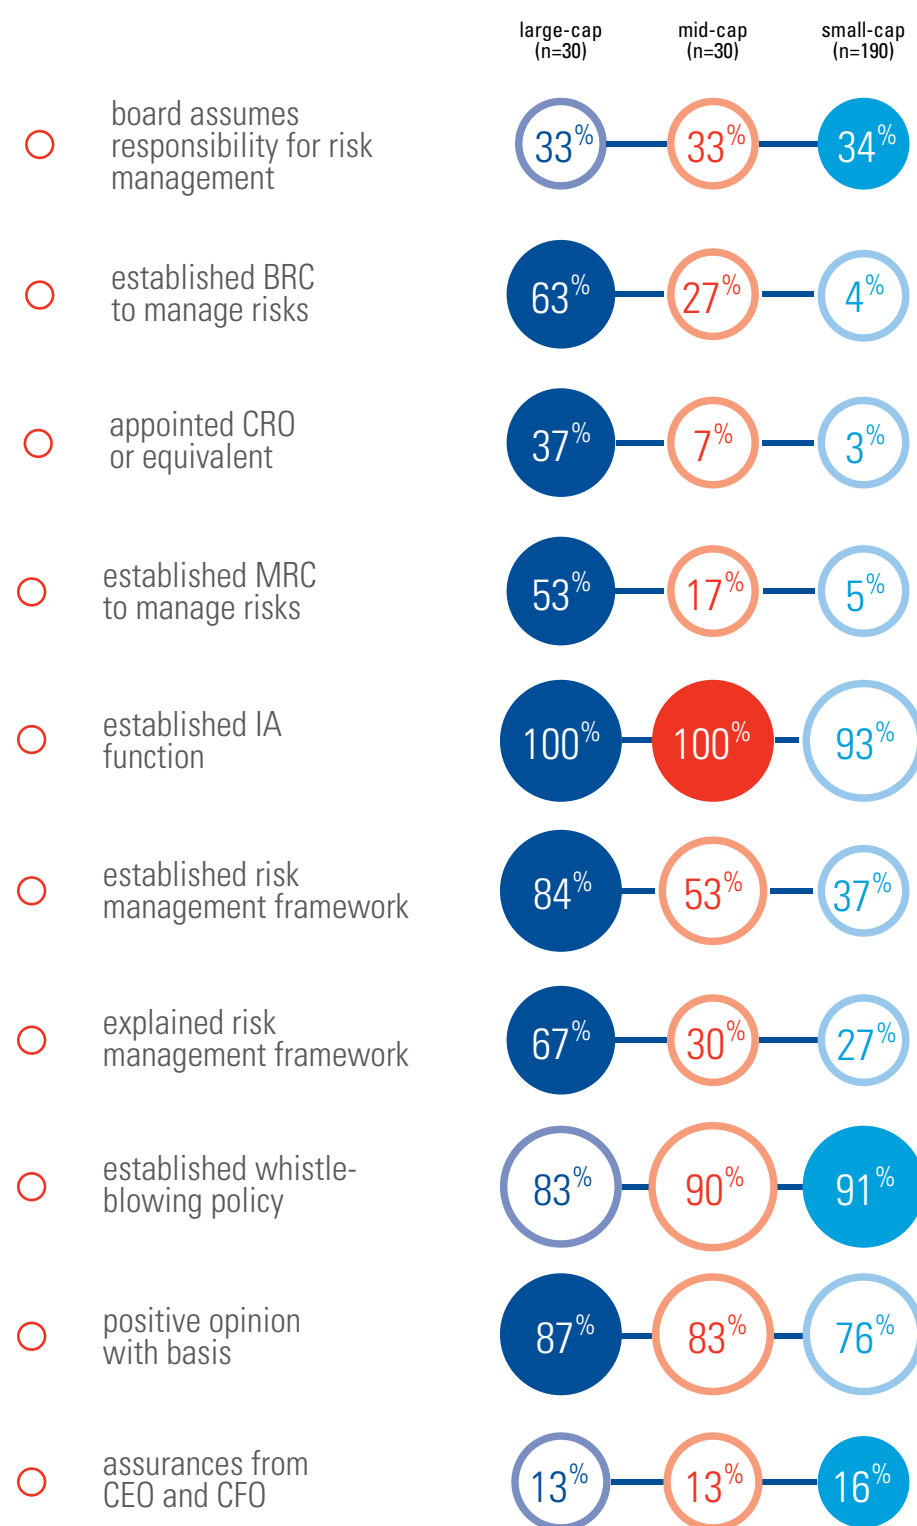 large-cap
(n=30)
mid-cap
(n=30)
small-cap
(n=190)
board assumes
responsibility for risk
management
33%
33%
34%
established BRC
to manage risks
63%
27%
4%
appointed CRO
or equivalent
37%
7%
3%
established MRC
to manage risks
53%
17%
5%
established IA
function
100%
100%
93%
established risk
management framework
84%
53%
37%
explained risk
management framework
67%
30%
27%
established whistle-
blowing policy
83%
90%
91%
positive opinion
with basis
87%
83%
76%
assurances from
CEO and CFO
13%
13%
16%